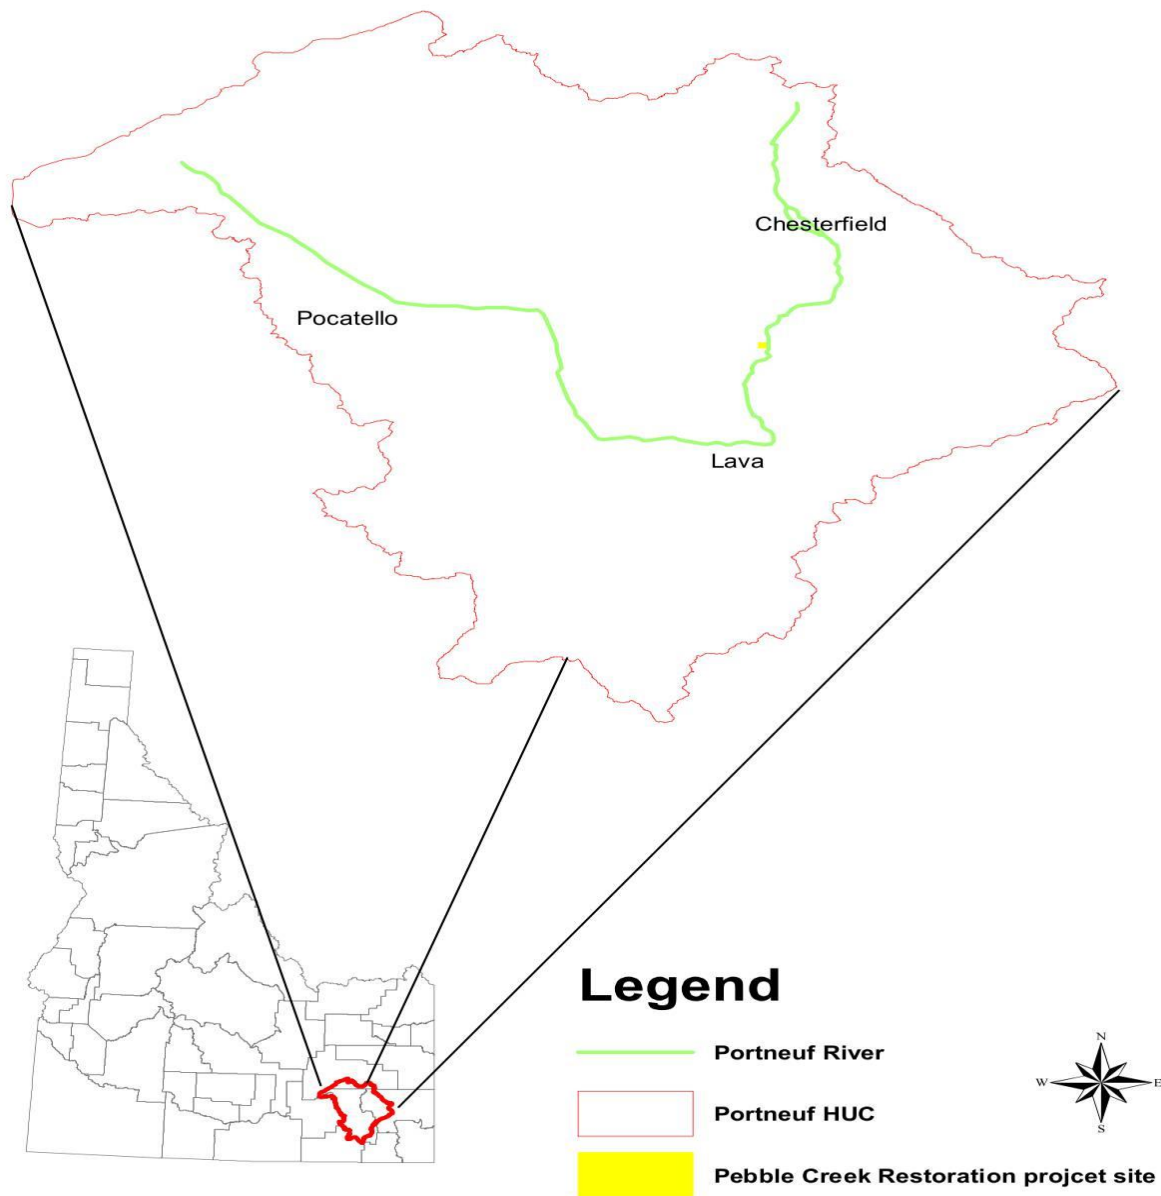 Chesterfield
Pocatello
Lava
Legend
Portneuf River
Portneuf HUC
Pebble Creek Restoration projcet site
N
W
E
S